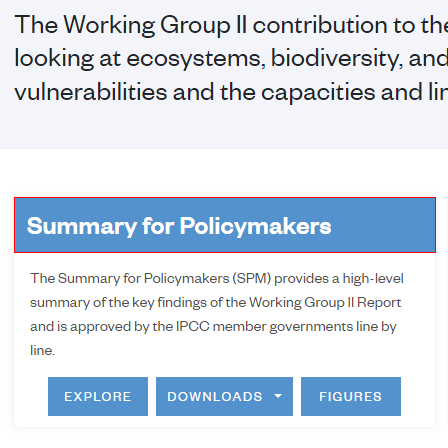 The Working Group II contribution to the
looking at ecosystems, biodiversity, and
vulnerabilities and the capacities and
Summary for Policymakers
The Summary for Policymakers (SPM) provides a high-level
summary of the key findings of the Working Group II Report
and is approved by the IPCC member governments line by
line.
EXPLORE DOWNLOADS FIGURES